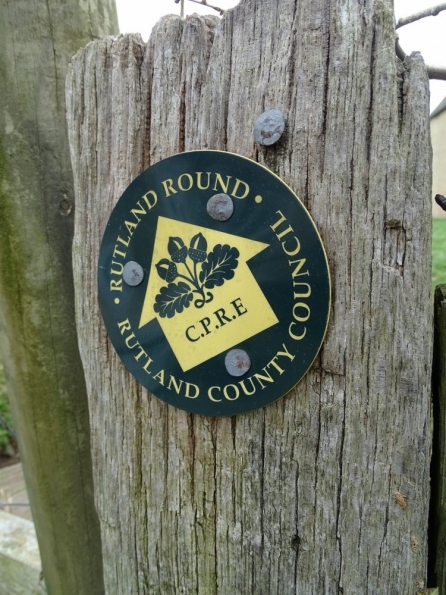 • RUTLAND ROUND •
C.P.R.E
RUTLAND COUNTY COUNCIL